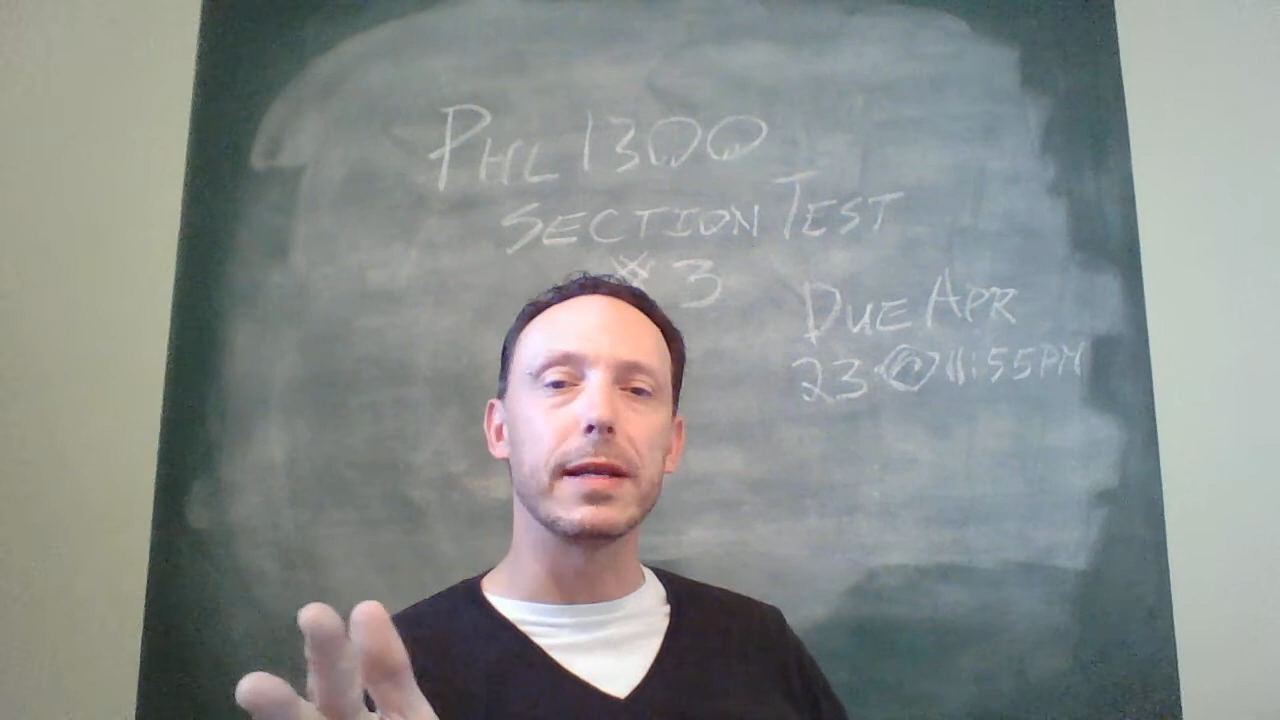 PHL 1300
SECTION TEST
# 3
DUE APR
23 @ 11:55PM